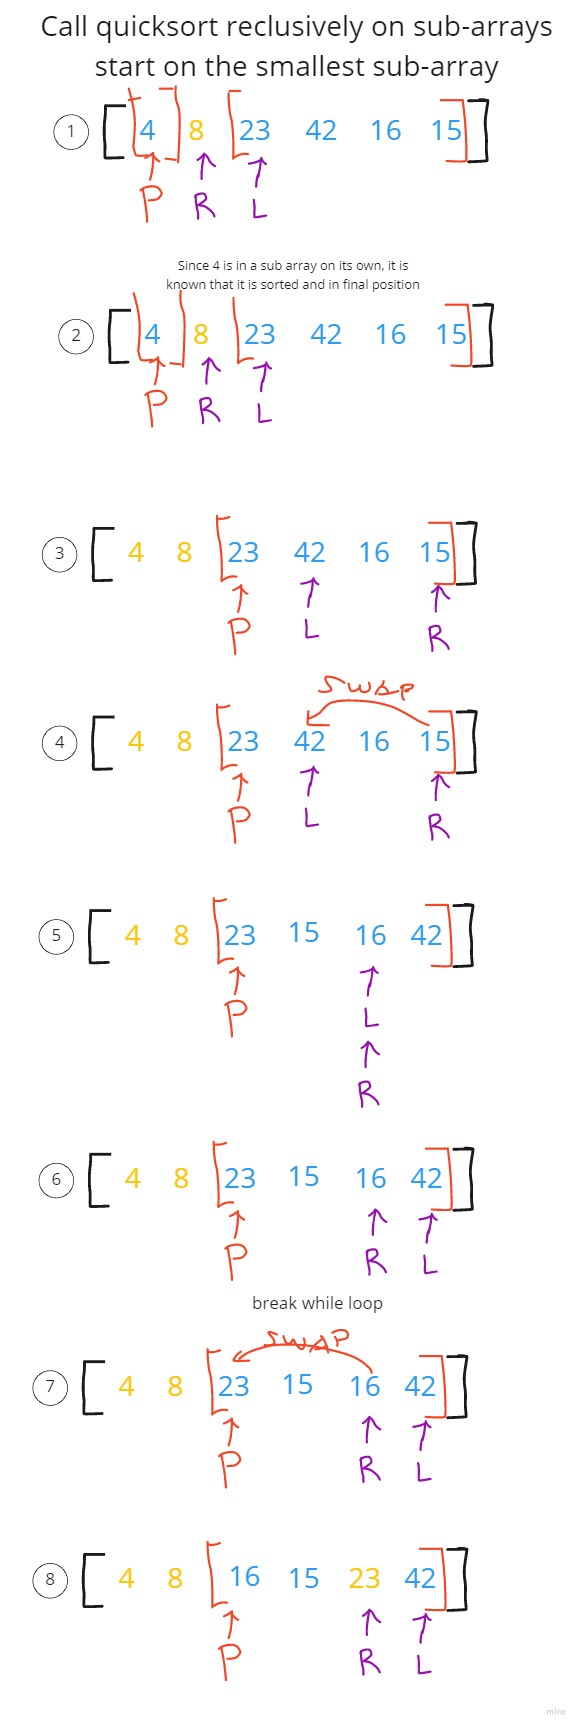 Call quicksort reclusively on sub-arrays
start on the smallest sub-array
1 [ [ 4 ] 8 [ 23 42 16 15 ] ]
P R L
Since 4 is in a sub array on its own, it is
known that it is sorted and in final position
2 [ [ 4 ] 8 [ 23 42 16 15 ] ]
P R L
3 [ 4 8 [ 23 42 16 15 ] ]
P L R
SWAP
4 [ 4 8 [ 23 42 16 15 ] ]
P L R
5 [ 4 8 [ 23 15 16 42 ] ]
P L
R
6 [ 4 8 [ 23 15 16 42 ] ]
P R L
break while loop
SWAP
7 [ 4 8 [ 23 15 16 42 ] ]
P R L
8 [ 4 8 [ 16 15 23 42 ] ]
P R L
miro